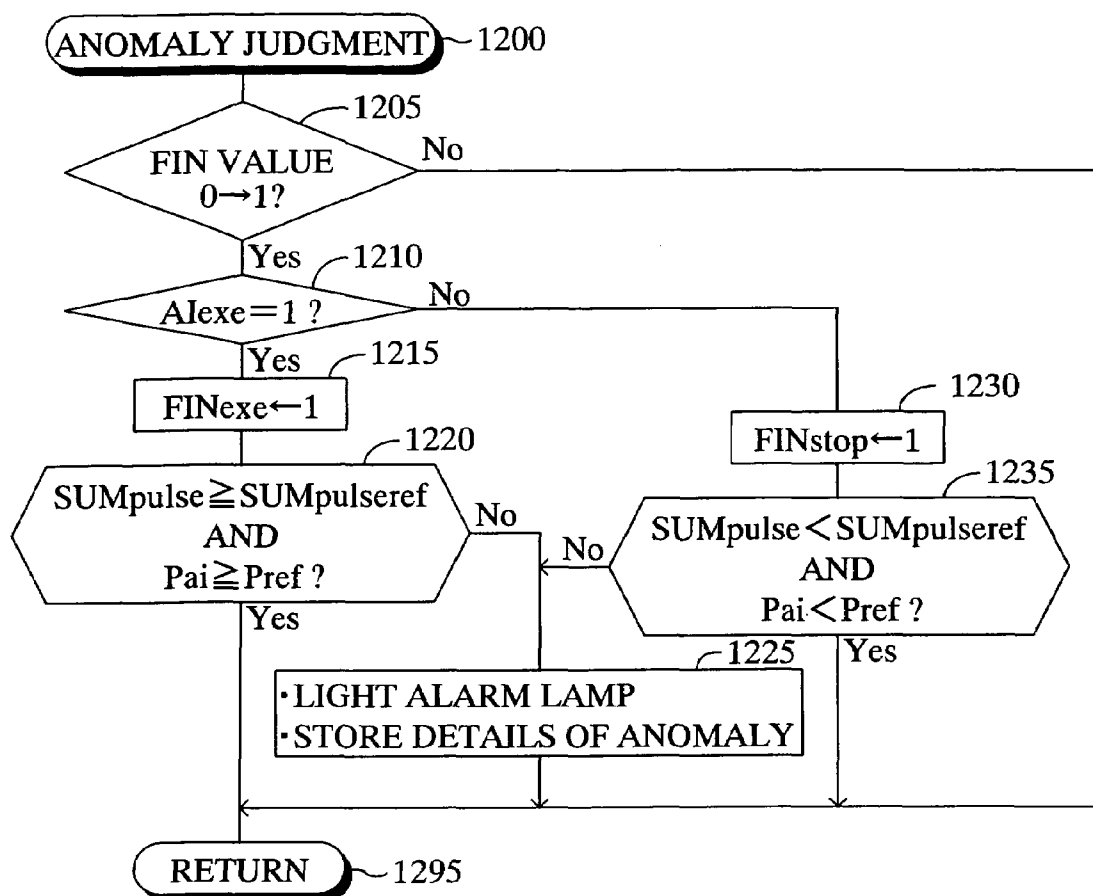 ANOMALY JUDGMENT
1200
1205
FIN VALUE
0→1?
No
Yes
1210
AIexe=1 ?
No
Yes
1215
FINexe←1
1230
FINstop←1
1220
SUMpulse≧SUMpulseref
AND
Pai≧Pref ?
No
Yes
1235
SUMpulse<SUMpulseref
AND
Pai<Pref ?
No
Yes
1225
・LIGHT ALARM LAMP
・STORE DETAILS OF ANOMALY
RETURN
1295